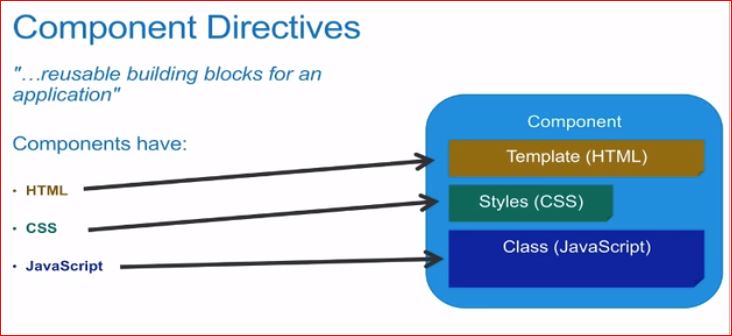 Component Directives
"...reusable building blocks for an
application"
Components have:
• HTML
• CSS
• JavaScript
Component
Template (HTML)
Styles (CSS)
Class (JavaScript)